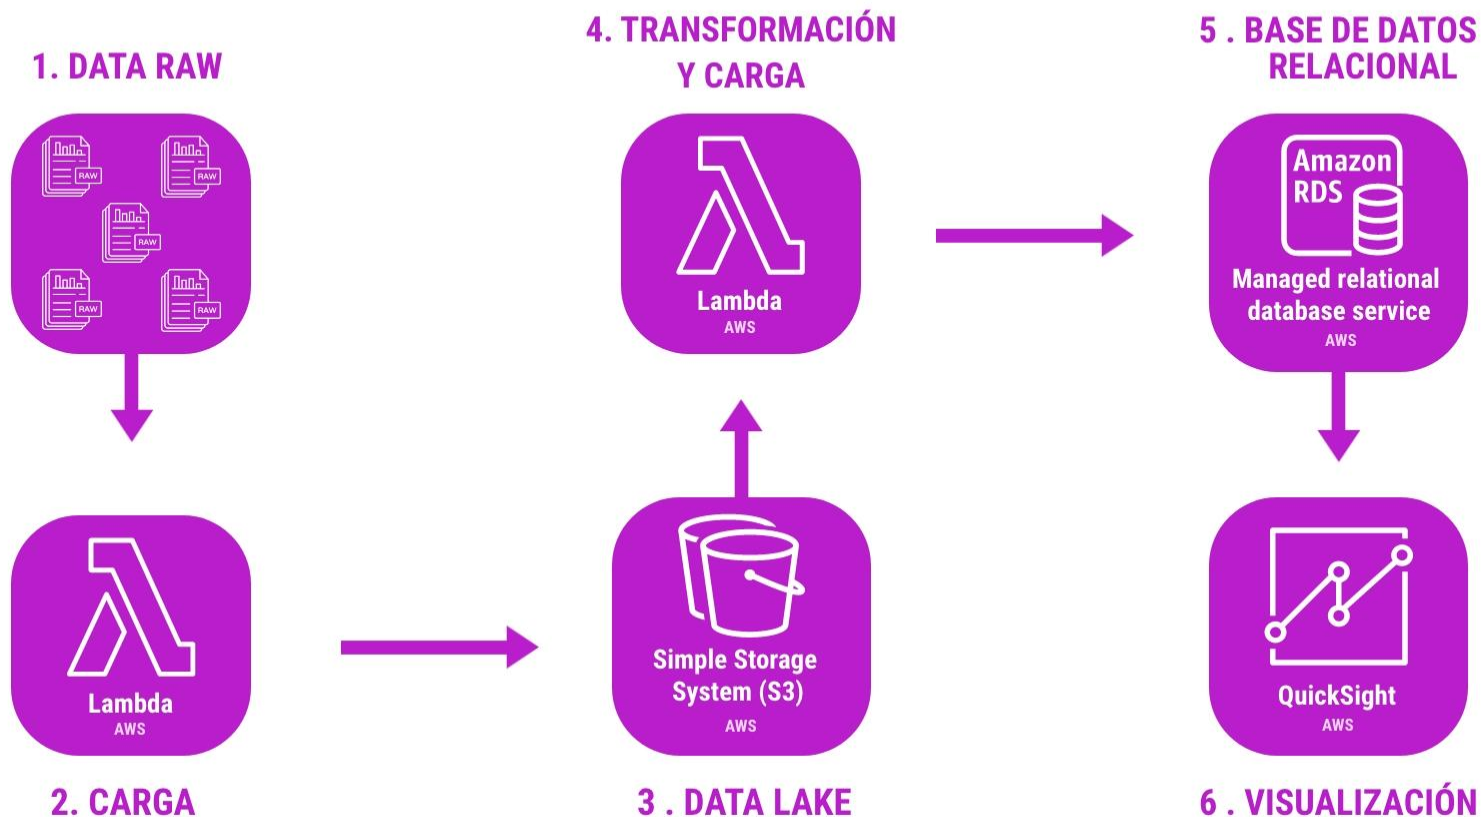 1. DATA RAW
RAW
RAW
RAW
RAW
RAW
Lambda
AWS
2. CARGA
Simple Storage
System (S3)
AWS
3 . DATA LAKE
4. TRANSFORMACIÓN
Y CARGA
Lambda
AWS
5 . BASE DE DATOS
RELACIONAL
Amazon
RDS
Managed relational
database service
AWS
QuickSight
AWS
6 . VISUALIZACIÓN